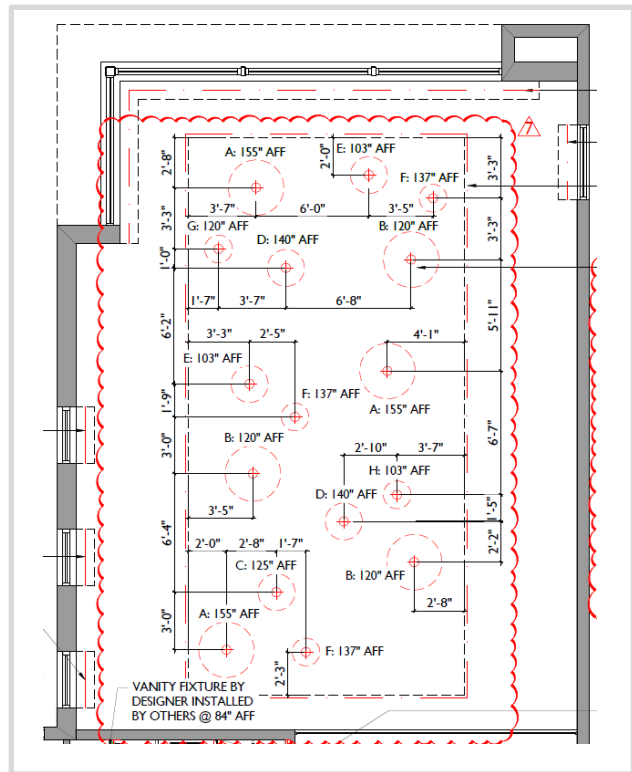 2'-8"
A: 155" AFF
2'-0"
E: 103" AFF
7
3'-3"
F: 137" AFF
3'-7"
6'-0"
3'-5"
3'-3"
G: 120" AFF
D: 140" AFF
B: 120" AFF
3'-3"
1'-0"
1'-7"
3'-7"
6'-8"
5'-11"
6'-2"
3'-3"
2'-5"
4'-1"
E: 103" AFF
F: 137" AFF
A: 155" AFF
1'-9"
B: 120" AFF
3'-0"
2'-10"
3'-7"
6'-7"
H: 103" AFF
D: 140" AFF
1'-5"
3'-5"
6'-4"
2'-0"
2'-8"
1'-7"
2'-2"
C: 125" AFF
B: 120" AFF
A: 155" AFF
2'-8"
3'-0"
F: 137" AFF
2'-3"
VANITY FIXTURE BY
DESIGNER INSTALLED
BY OTHERS @ 84" AFF